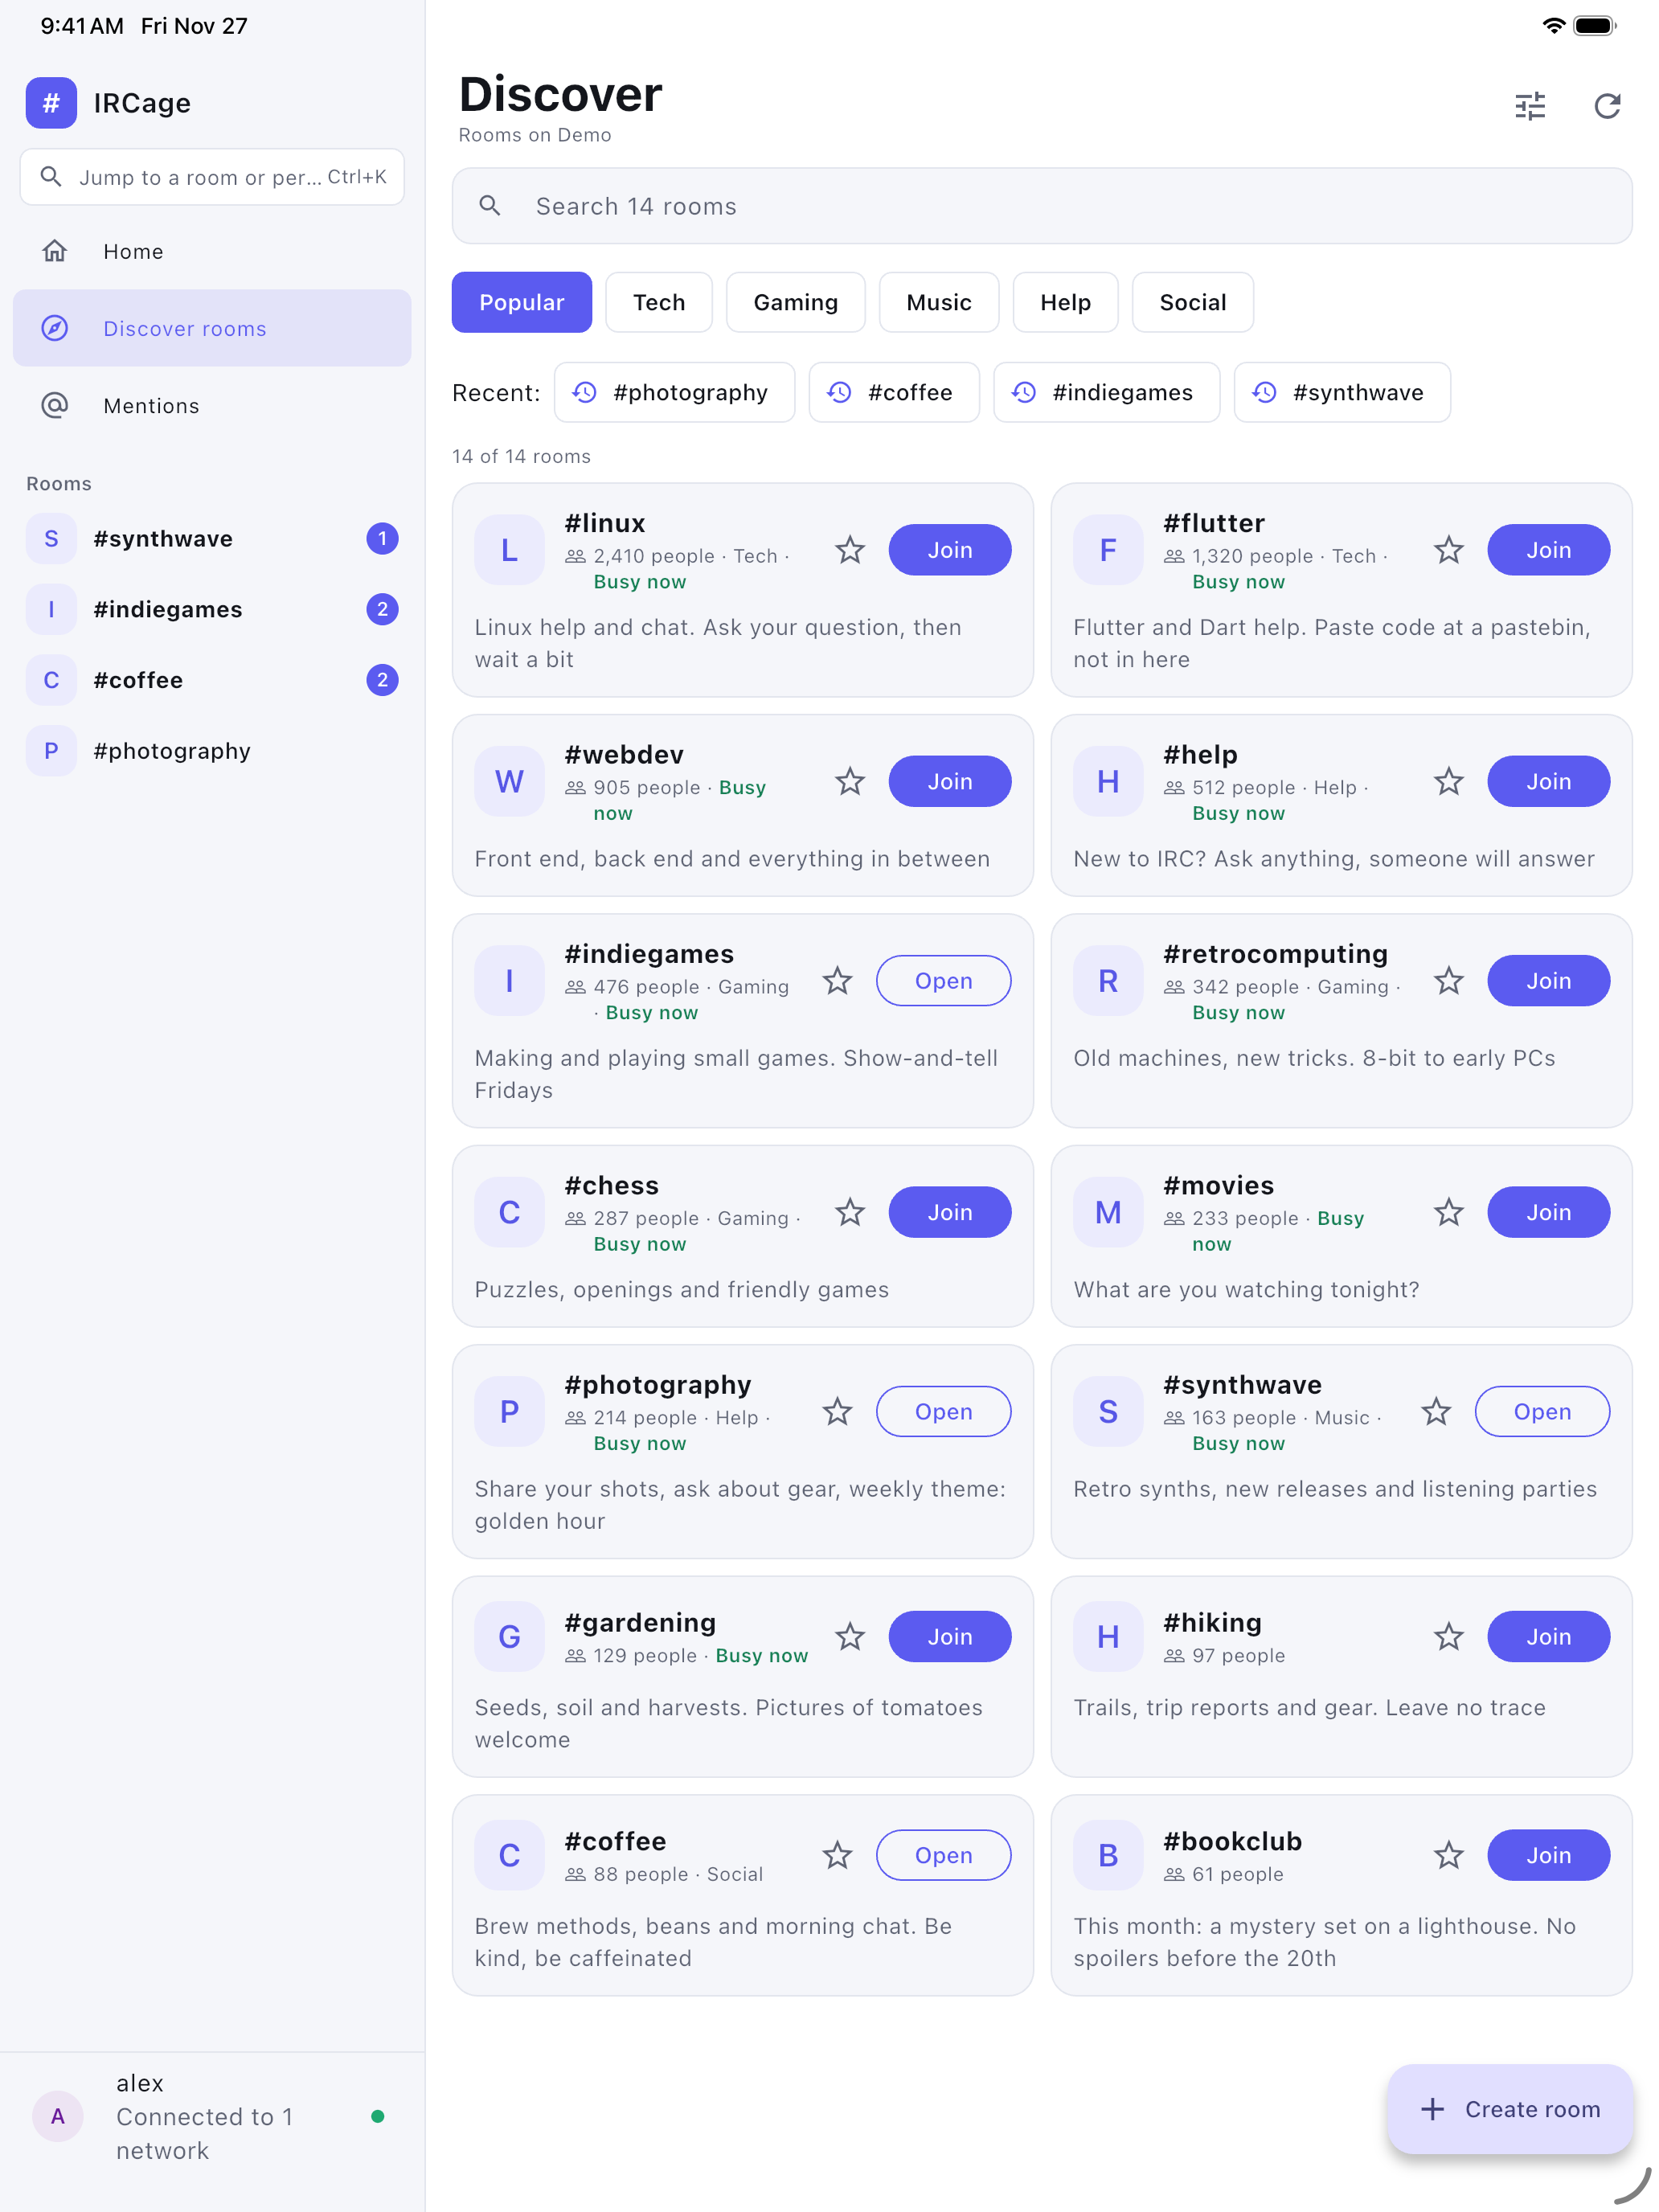 9:41 AM Fri Nov 27
# IRCage
Jump to a room or per... Ctrl+K
Home
Discover rooms
Mentions
Rooms
S #synthwave 1
I #indiegames 2
C #coffee 2
P #photography
A alex
Connected to 1
network
Discover
Rooms on Demo
Search 14 rooms
Popular Tech Gaming Music Help Social
Recent: #photography #coffee #indiegames #synthwave
14 of 14 rooms
L #linux
2,410 people · Tech ·
Busy now
Join
Linux help and chat. Ask your question, then
wait a bit
F #flutter
1,320 people · Tech ·
Busy now
Join
Flutter and Dart help. Paste code at a pastebin,
not in here
W #webdev
905 people · Busy
now
Join
Front end, back end and everything in between
H #help
512 people · Help ·
Busy now
Join
New to IRC? Ask anything, someone will answer
I #indiegames
476 people · Gaming
· Busy now
Open
Making and playing small games. Show-and-tell
Fridays
R #retrocomputing
342 people · Gaming ·
Busy now
Join
Old machines, new tricks. 8-bit to early PCs
C #chess
287 people · Gaming ·
Busy now
Join
Puzzles, openings and friendly games
M #movies
233 people · Busy
now
Join
What are you watching tonight?
P #photography
214 people · Help ·
Busy now
Open
Share your shots, ask about gear, weekly theme:
golden hour
S #synthwave
163 people · Music ·
Busy now
Open
Retro synths, new releases and listening parties
G #gardening
129 people · Busy now
Join
Seeds, soil and harvests. Pictures of tomatoes
welcome
H #hiking
97 people
Join
Trails, trip reports and gear. Leave no trace
C #coffee
88 people · Social
Open
Brew methods, beans and morning chat. Be
kind, be caffeinated
B #bookclub
61 people
Join
This month: a mystery set on a lighthouse. No
spoilers before the 20th
+ Create room